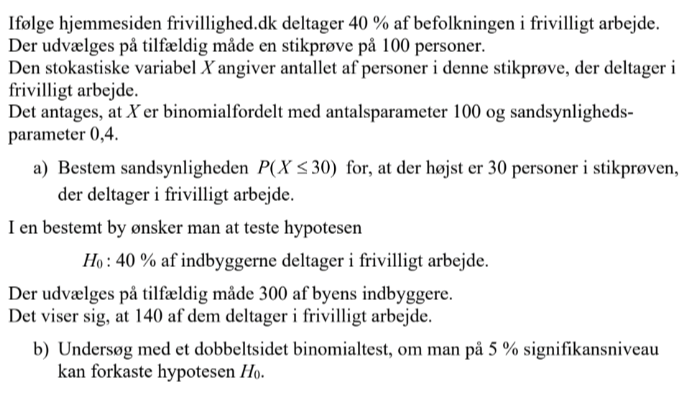 Ifølge hjemmesiden frivillighed.dk deltager 40 % af befolkningen i frivilligt arbejde.
Der udvælges på tilfældig måde en stikprøve på 100 personer.
Den stokastiske variabel X angiver antallet af personer i denne stikprøve, der deltager i
frivilligt arbejde.
Det antages, at X er binomialfordelt med antalsparameter 100 og sandsynligheds-
parameter 0,4.
a) Bestem sandsynligheden P(X ≤ 30) for, at der højst er 30 personer i stikprøven,
der deltager i frivilligt arbejde.
I en bestemt by ønsker man at teste hypotesen
H₀ : 40 % af indbyggerne deltager i frivilligt arbejde.
Der udvælges på tilfældig måde 300 af byens indbyggere.
Det viser sig, at 140 af dem deltager i frivilligt arbejde.
b) Undersøg med et dobbeltsidet binomialtest, om man på 5 % signifikansniveau
kan forkaste hypotesen H₀.